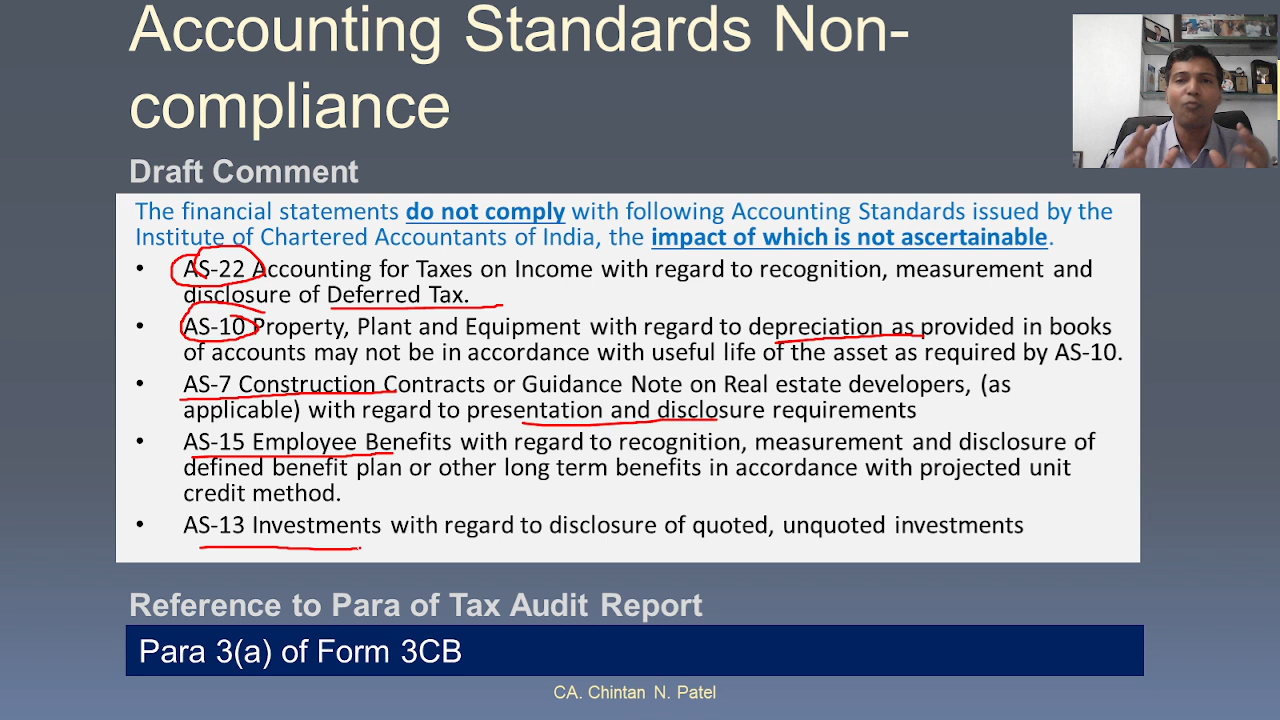 Accounting Standards Non-
compliance
Draft Comment
The financial statements do not comply with following Accounting Standards issued by the
Institute of Chartered Accountants of India, the impact of which is not ascertainable.
• AS-22 Accounting for Taxes on Income with regard to recognition, measurement and
disclosure of Deferred Tax.
• AS-10 Property, Plant and Equipment with regard to depreciation as provided in books
of accounts may not be in accordance with useful life of the asset as required by AS-10.
• AS-7 Construction Contracts or Guidance Note on Real estate developers, (as
applicable) with regard to presentation and disclosure requirements
• AS-15 Employee Benefits with regard to recognition, measurement and disclosure of
defined benefit plan or other long term benefits in accordance with projected unit
credit method.
• AS-13 Investments with regard to disclosure of quoted, unquoted investments
Reference to Para of Tax Audit Report
Para 3(a) of Form 3CB
CA. Chintan N. Patel